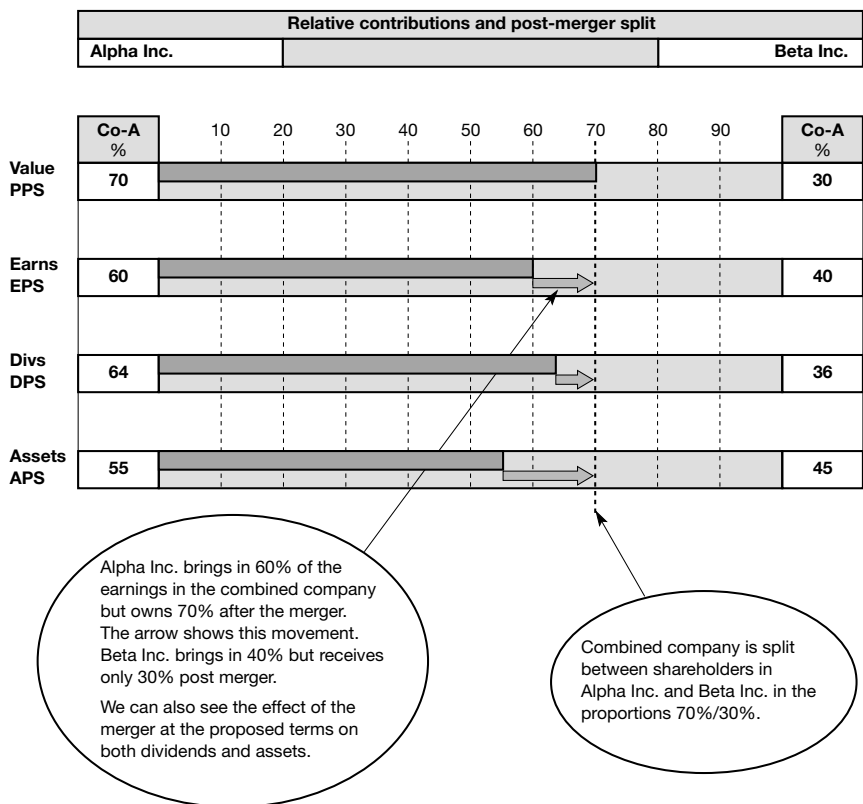 Relative contributions and post-merger split
Alpha Inc. Beta Inc.
Co-A 10 20 30 40 50 60 70 80 90 Co-A
% %
Value
PPS 70 30
Earns
EPS 60 40
Divs
DPS 64 36
Assets
APS 55 45
Alpha Inc. brings in 60% of the
earnings in the combined company
but owns 70% after the merger.
The arrow shows this movement.
Beta Inc. brings in 40% but receives
only 30% post merger.
We can also see the effect of the
merger at the proposed terms on
both dividends and assets.
Combined company is split
between shareholders in
Alpha Inc. and Beta Inc. in the
proportions 70%/30%.